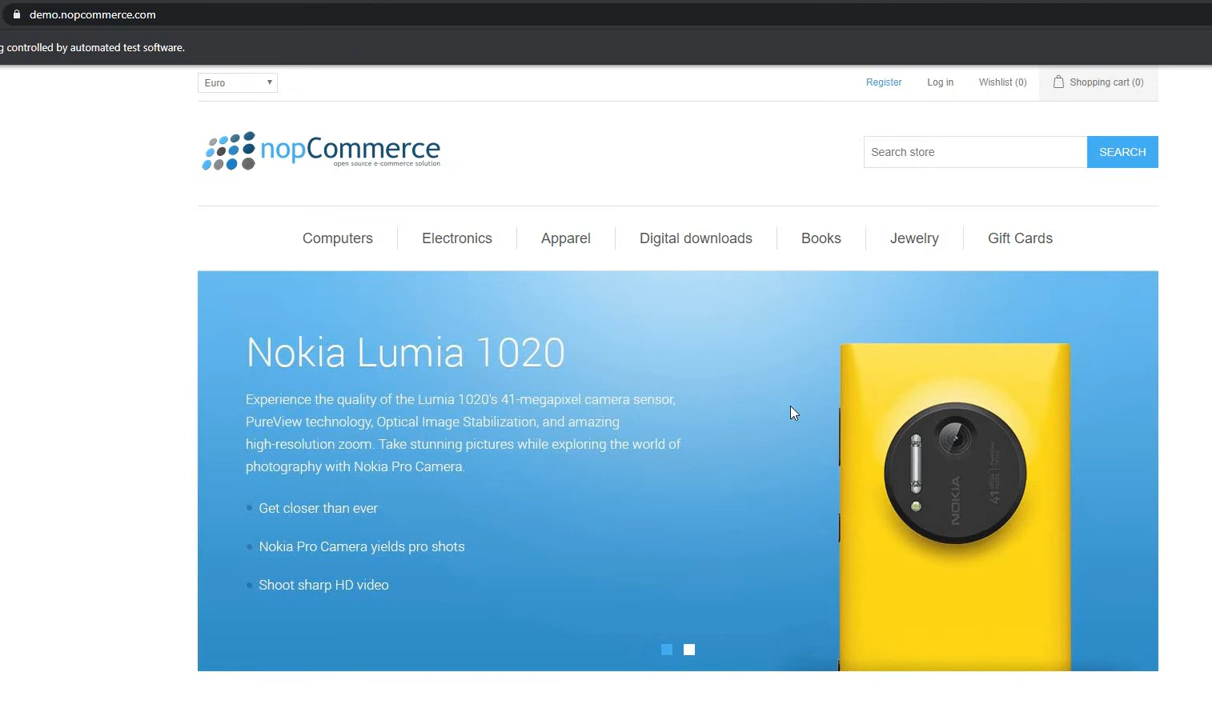 demo.nopcommerce.com
g controlled by automated test software.
Euro
Register
Log in
Wishlist (0)
Shopping cart (0)
nopCommerce
open source e-commerce solution
Search store
SEARCH
Computers
Electronics
Apparel
Digital downloads
Books
Jewelry
Gift Cards
Nokia Lumia 1020
Experience the quality of the Lumia 1020's 41-megapixel camera sensor,
PureView technology, Optical Image Stabilization, and amazing
high-resolution zoom. Take stunning pictures while exploring the world of
photography with Nokia Pro Camera.
Get closer than ever
Nokia Pro Camera yields pro shots
Shoot sharp HD video
NOKIA